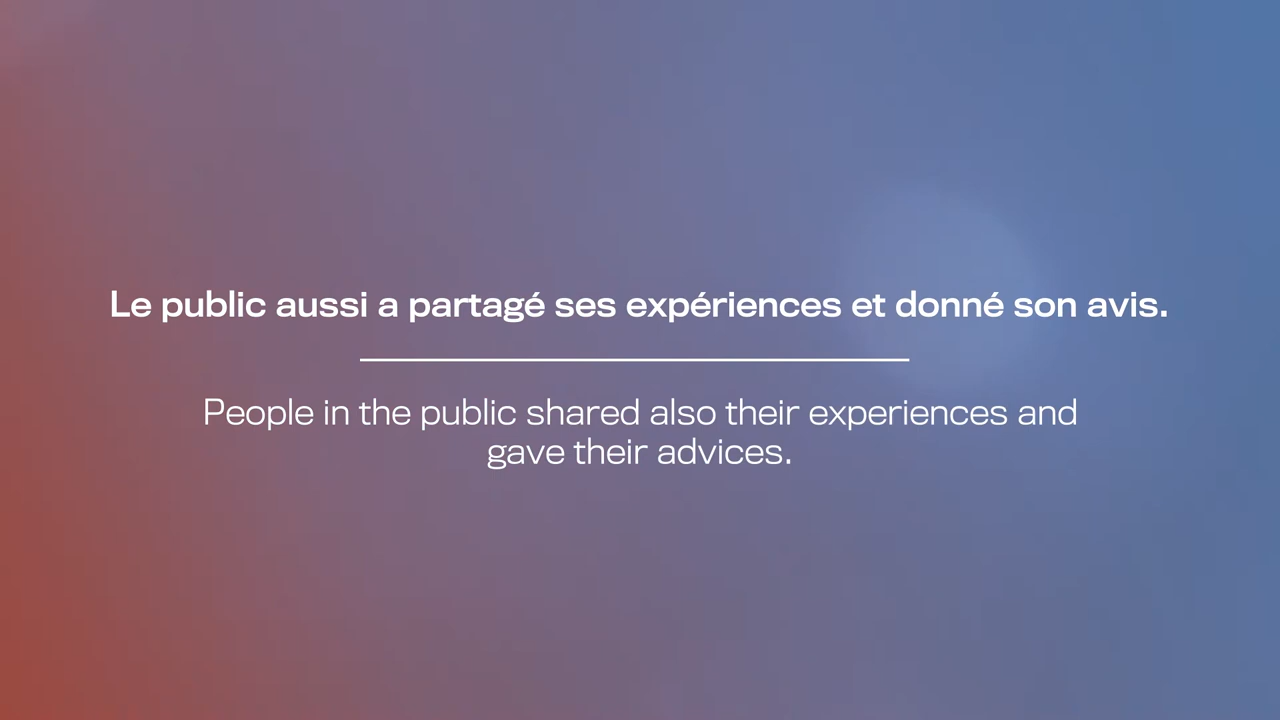 Le public aussi a partagé ses expériences et donné son avis.
People in the public shared also their experiences and
gave their advices.